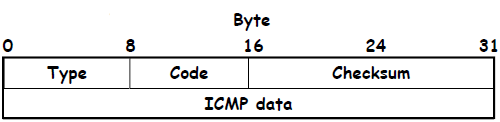 Byte
0 8 16 24 31
Type Code Checksum
ICMP data